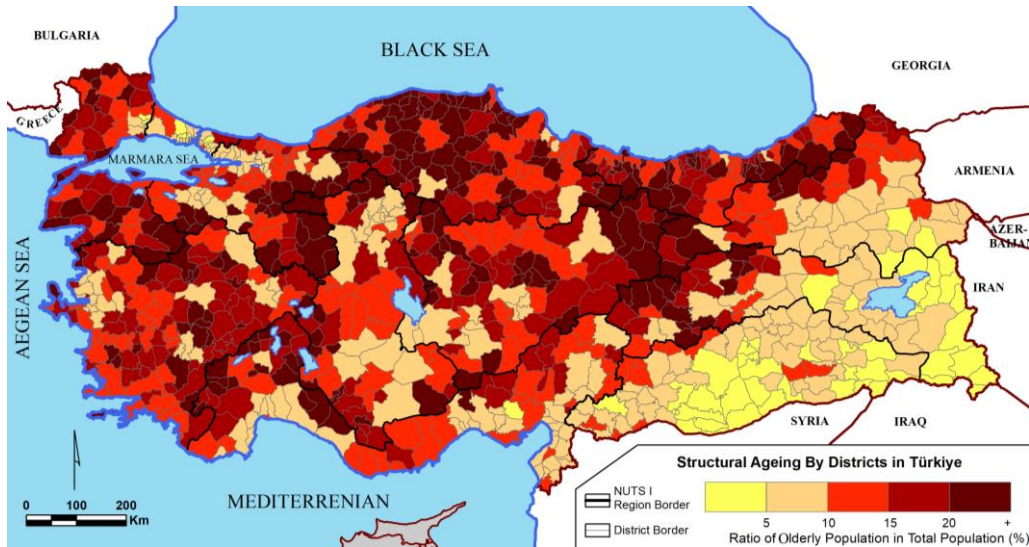 BULGARIA
BLACK SEA
GEORGIA
GREECE
MARMARA SEA
ARMENIA
AZER-
BAIJAN
IRAN
AEGEAN SEA
SYRIA
IRAQ
MEDITERRENIAN
0 100 200
Km
Structural Ageing By Districts in Türkiye
NUTS I
Region Border
District Border
5 10 15 20 +
Ratio of Olderly Population in Total Population (%)